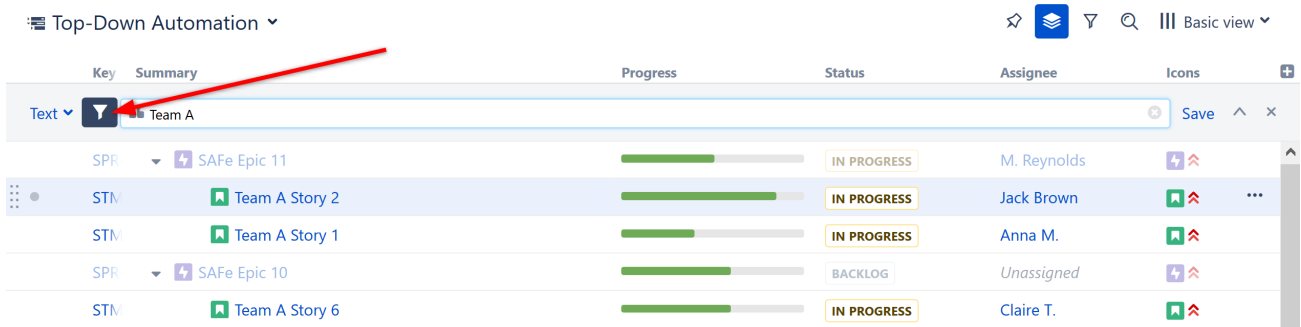 Top-Down Automation Basic view
Key Summary Progress Status Assignee Icons
Text Team A Save
SPR SAFe Epic 11 IN PROGRESS M. Reynolds
STM Team A Story 2 IN PROGRESS Jack Brown
STM Team A Story 1 IN PROGRESS Anna M.
SPR SAFe Epic 10 BACKLOG Unassigned
STM Team A Story 6 IN PROGRESS Claire T.